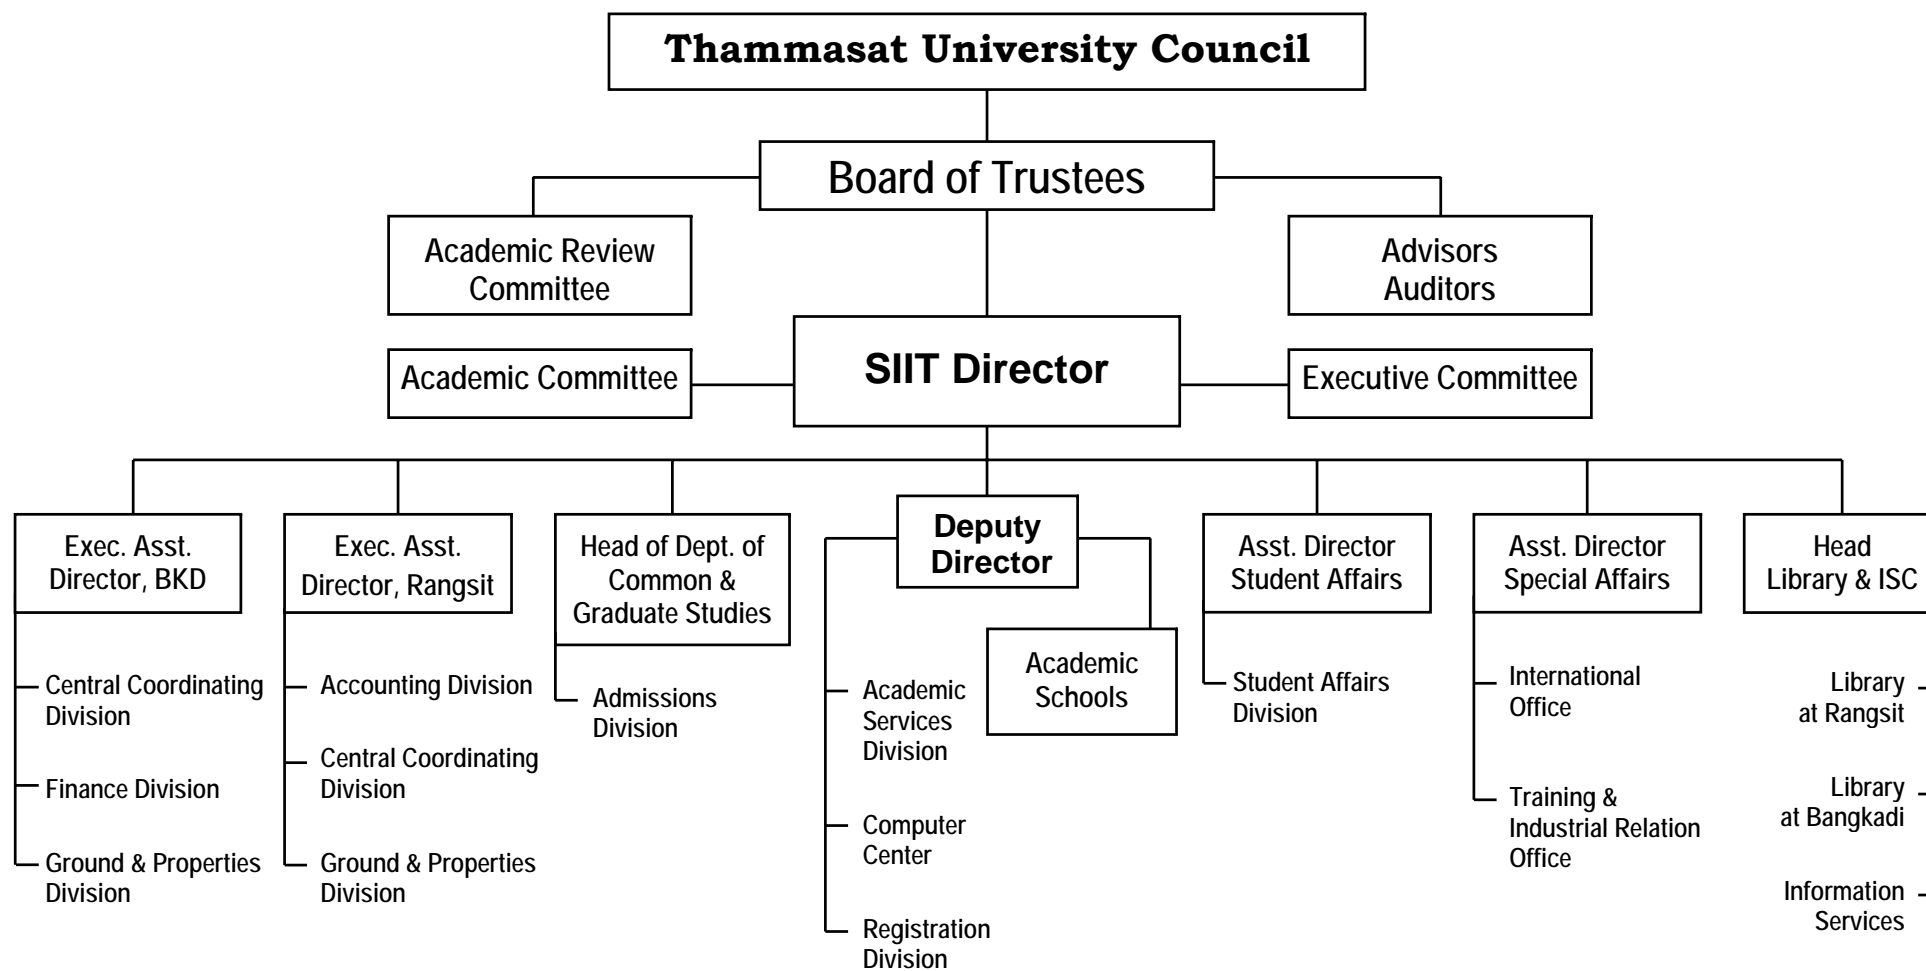 Thammasat University Council
Board of Trustees
Academic Review
Committee
Advisors
Auditors
Academic Committee
SIIT Director
Executive Committee
Exec. Asst.
Director, BKD
Central Coordinating
Division
Finance Division
Ground & Properties
Division
Exec. Asst.
Director, Rangsit
Accounting Division
Central Coordinating
Division
Ground & Properties
Division
Head of Dept. of
Common &
Graduate Studies
Admissions
Division
Deputy
Director
Academic
Services
Division
Computer
Center
Registration
Division
Academic
Schools
Asst. Director
Student Affairs
Student Affairs
Division
Asst. Director
Special Affairs
International
Office
Training &
Industrial Relation
Office
Head
Library & ISC
Library
at Rangsit
Library
at Bangkadi
Information
Services